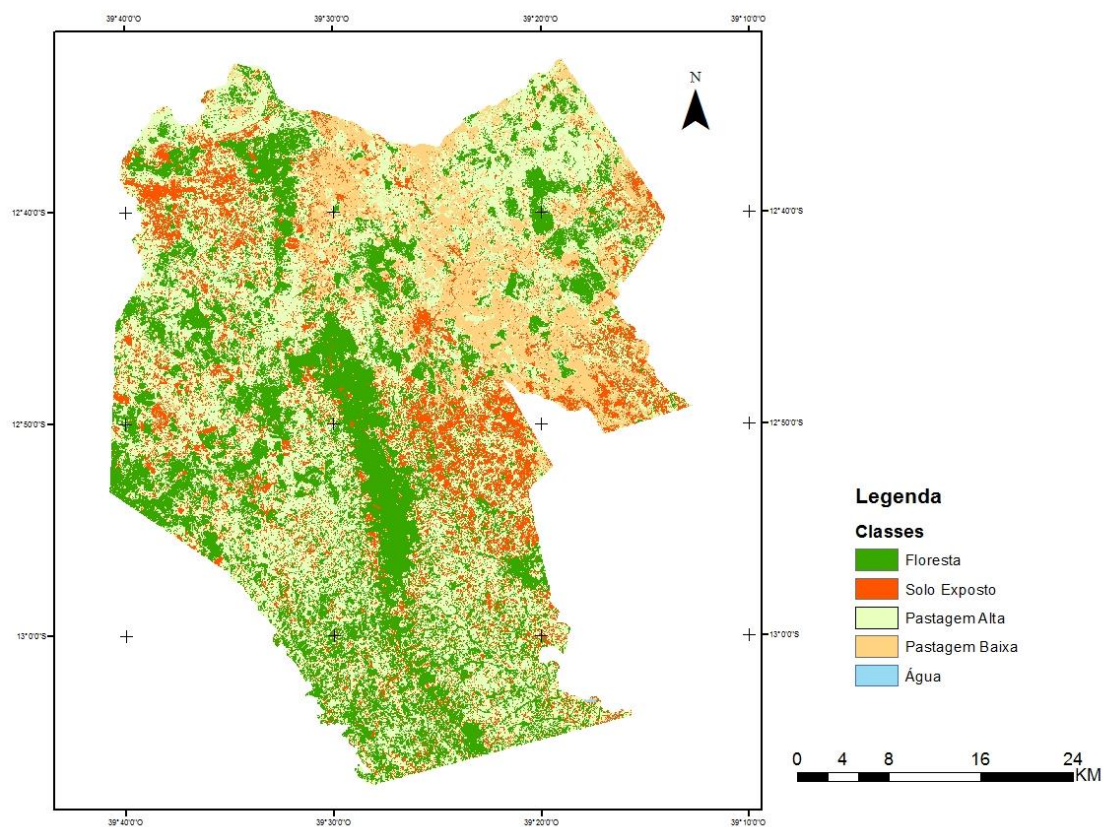 39°40'0"O 39°30'0"O 39°20'0"O 39°10'0"O
N
12°40'0"S 12°40'0"S
12°50'0"S 12°50'0"S
13°0'0"S 13°0'0"S
Legenda
Classes
Floresta
Solo Exposto
Pastagem Alta
Pastagem Baixa
Água
0 4 8 16 24
KM
39°40'0"O 39°30'0"O 39°20'0"O 39°10'0"O